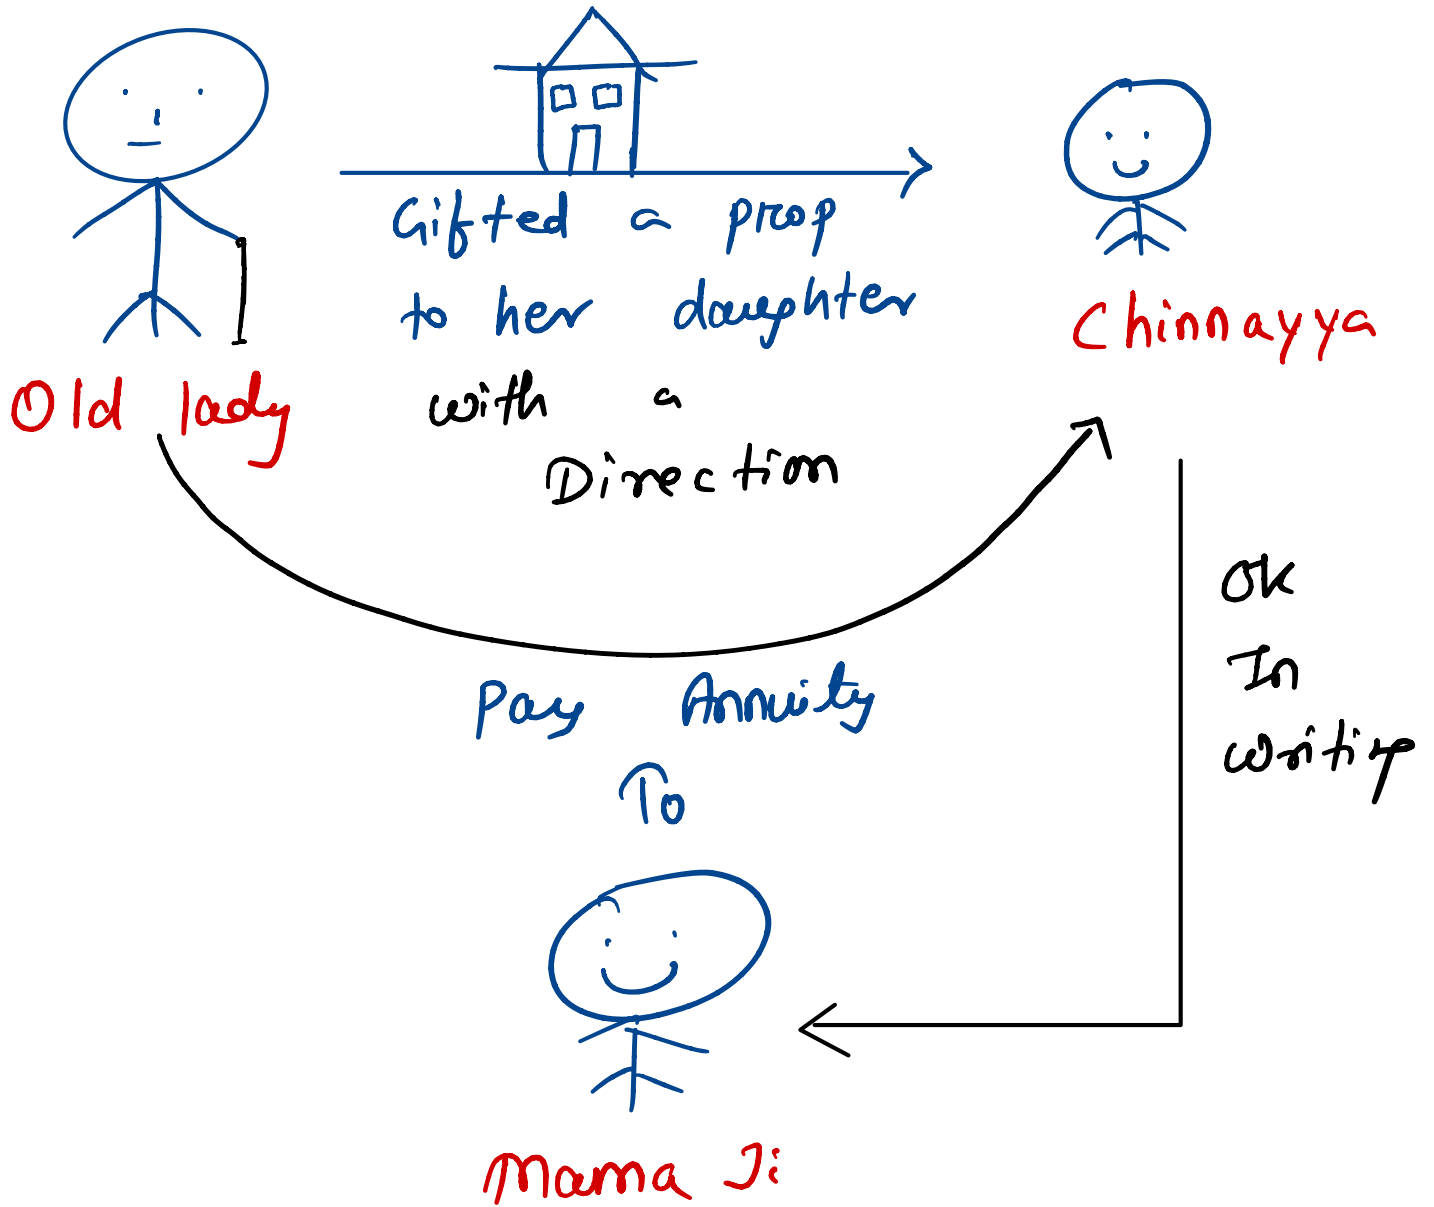 Gifted a prop
to her daughter
with a
Direction
Old lady
Chinnayya
Pay Annuity
To
OK
In
writing
Mama Ji